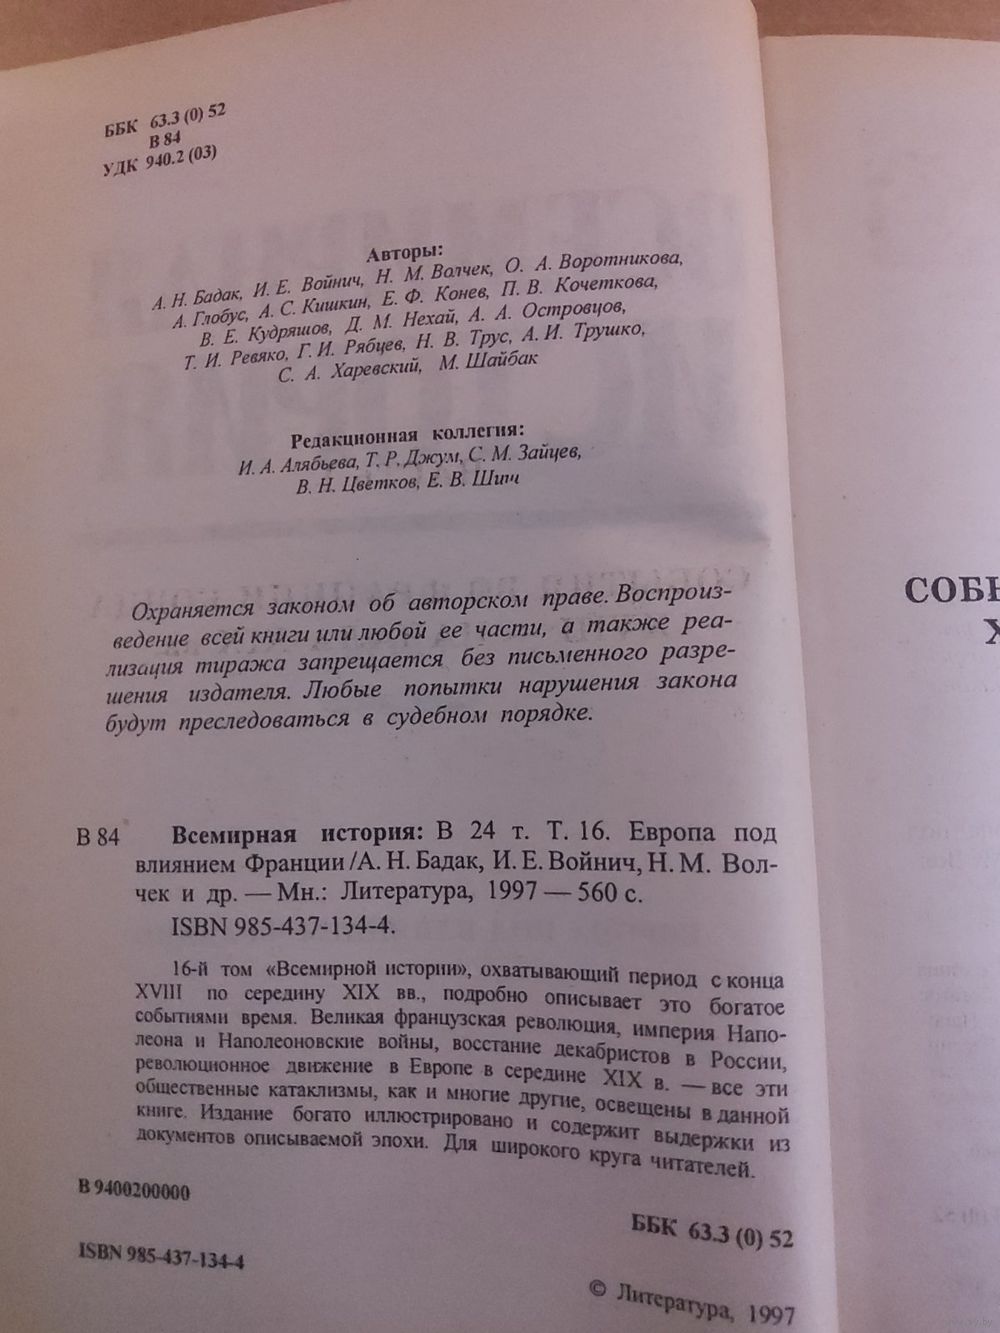 ББК 63.3 (0) 52
В 84
УДК 940.2 (03)
Авторы:
А. Н. Бадак, И. Е. Войнич, Н. М. Волчек, О. А. Воротникова,
А. Глобус, А. С. Кишкин, Е. Ф. Конев, П. В. Кочеткова,
В. Е. Кудряшов, Д. М. Нехай, А. А. Островцов,
Т. И. Ревяко, Г. И. Рябцев, Н. В. Трус, А. И. Трушко,
С. А. Харевский, М. Шайбак
Редакционная коллегия:
И. А. Алябьева, Т. Р. Джум, С. М. Зайцев,
В. Н. Цветков, Е. В. Шиш
Охраняется законом об авторском праве. Воспроиз-
ведение всей книги или любой ее части, а также реа-
лизация тиража запрещается без письменного разре-
шения издателя. Любые попытки нарушения закона
будут преследоваться в судебном порядке.
В 84 Всемирная история: В 24 т. Т. 16. Европа под
влиянием Франции/А. Н. Бадак, И. Е. Войнич, Н. М. Вол-
чек и др. — Мн.: Литература, 1997 — 560 с.
ISBN 985-437-134-4.
16-й том «Всемирной истории», охватывающий период с конца
XVIII по середину XIX вв., подробно описывает это богатое
событиями время. Великая французская революция, империя Напо-
леона и Наполеоновские войны, восстание декабристов в России,
революционное движение в Европе в середине XIX в. — все эти
общественные катаклизмы, как и многие другие, освещены в данной
книге. Издание богато иллюстрировано и содержит выдержки из
документов описываемой эпохи. Для широкого круга читателей.
В 9400200000
ББК 63.3 (0) 52
ISBN 985-437-134-4
© Литература, 1997
СОБЫ
Х